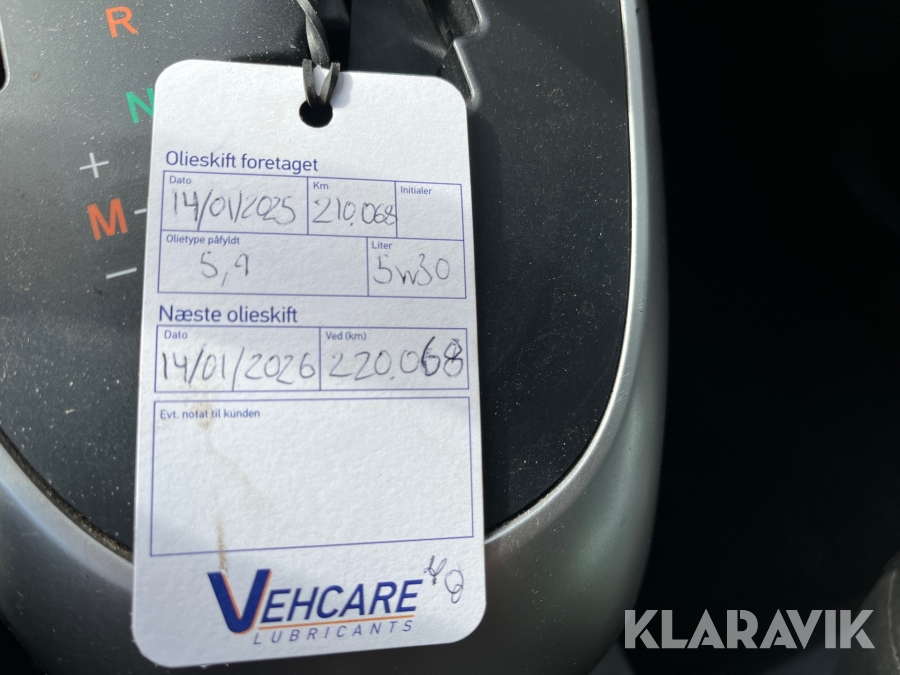 R
N
+
M
−
Olieskift foretaget
Dato Km Initialer
14/01/2025 210.068
Olietype påfyldt Liter
5,9 5w30
Næste olieskift
Dato Ved (km)
14/01/2026 220.068
Evt. notat til kunden
VEHCARE
LUBRICANTS
KLARAVIK